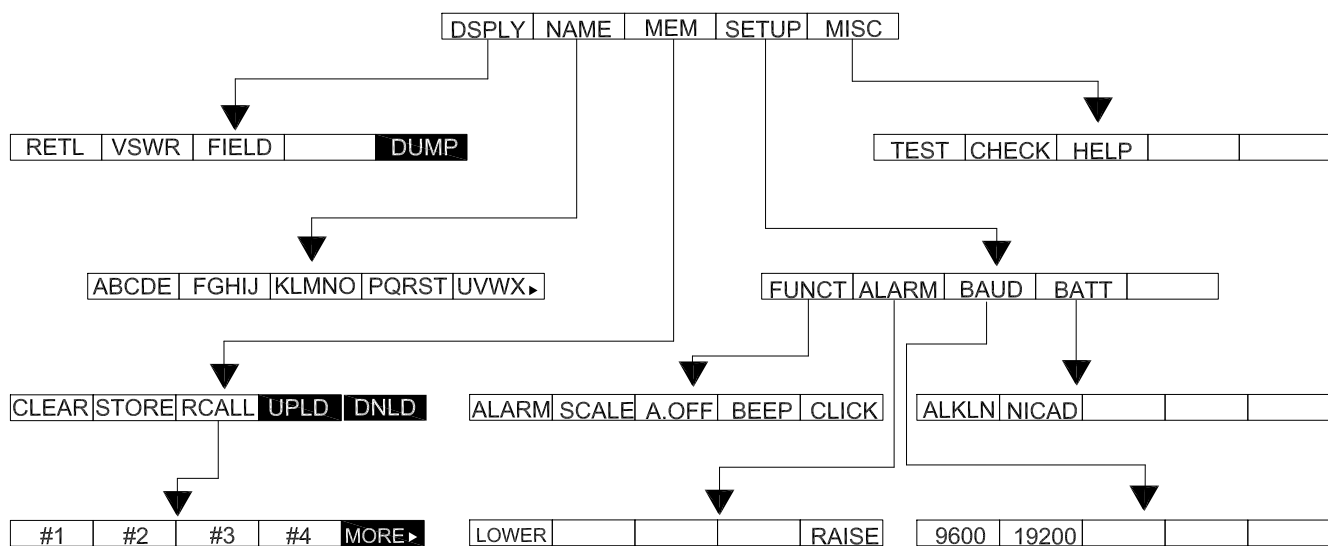 DSPLY NAME MEM SETUP MISC
RETL VSWR FIELD DUMP
TEST CHECK HELP
ABCDE FGHIJ KLMNO PQRST UVWX▸
FUNCT ALARM BAUD BATT
CLEAR STORE RCALL UPLD DNLD
ALARM SCALE A.OFF BEEP CLICK
ALKLN NICAD
#1 #2 #3 #4 MORE▸
LOWER RAISE
9600 19200